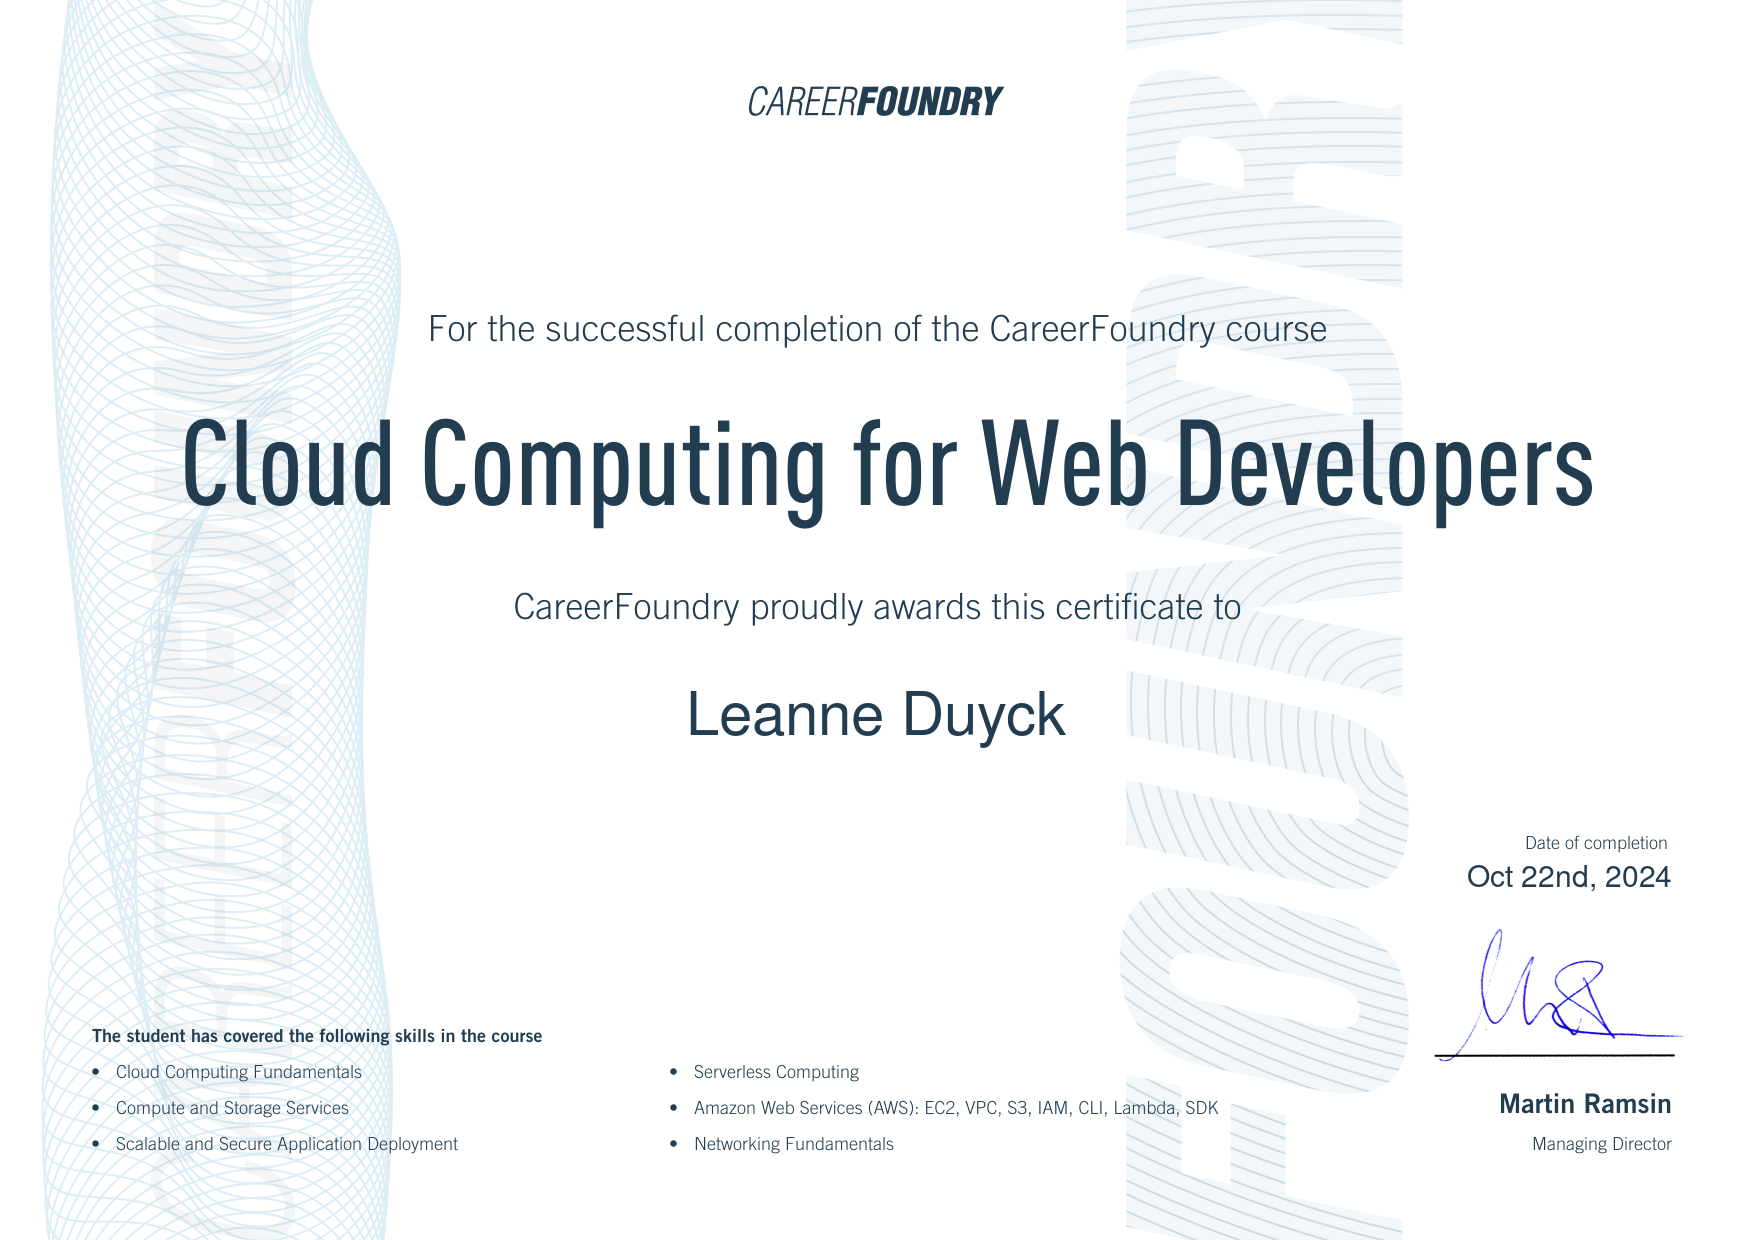 CAREERFOUNDRY
For the successful completion of the CareerFoundry course
Cloud Computing for Web Developers
CareerFoundry proudly awards this certificate to
Leanne Duyck
Date of completion
Oct 22nd, 2024
The student has covered the following skills in the course
• Cloud Computing Fundamentals
• Compute and Storage Services
• Scalable and Secure Application Deployment
• Serverless Computing
• Amazon Web Services (AWS): EC2, VPC, S3, IAM, CLI, Lambda, SDK
• Networking Fundamentals
Martin Ramsin
Managing Director
CAREERFOUNDRY
FOUNDRY